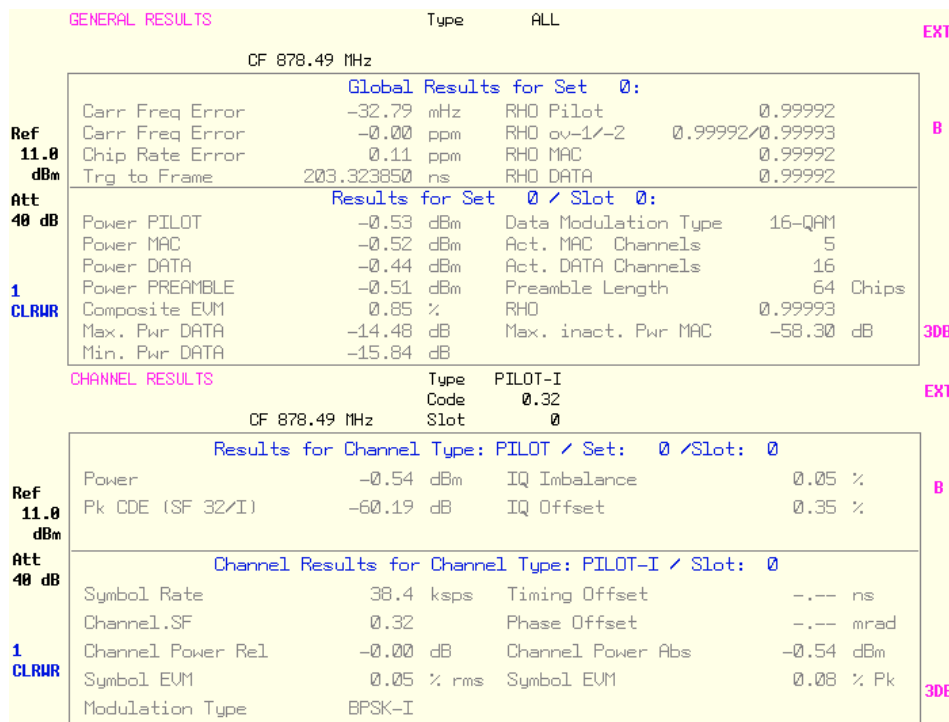 GENERAL RESULTS Type ALL
EXT
CF 878.49 MHz
Global Results for Set 0:
Carr Freq Error -32.79 mHz RHO Pilot 0.99992
Ref Carr Freq Error -0.00 ppm RHO ov-1/-2 0.99992/0.99993 B
11.0 Chip Rate Error 0.11 ppm RHO MAC 0.99992
dBm Trg to Frame 203.323850 ns RHO DATA 0.99992
Att Results for Set 0 / Slot 0:
40 dB Power PILOT -0.53 dBm Data Modulation Type 16-QAM
Power MAC -0.52 dBm Act. MAC Channels 5
Power DATA -0.44 dBm Act. DATA Channels 16
1 Power PREAMBLE -0.51 dBm Preamble Length 64 Chips
CLRWR Composite EVM 0.85 % RHO 0.99993
Max. Pwr DATA -14.48 dB Max. inact. Pwr MAC -58.30 dB 3DB
Min. Pwr DATA -15.84 dB
CHANNEL RESULTS Type PILOT-I
EXT
Code 0.32
CF 878.49 MHz Slot 0
Results for Channel Type: PILOT / Set: 0 /Slot: 0
Power -0.54 dBm IQ Imbalance 0.05 %
Ref B
11.0 Pk CDE (SF 32/I) -60.19 dB IQ Offset 0.35 %
dBm
Att Channel Results for Channel Type: PILOT-I / Slot: 0
40 dB
Symbol Rate 38.4 ksps Timing Offset -.-- ns
Channel.SF 0.32 Phase Offset -.-- mrad
1 Channel Power Rel -0.00 dB Channel Power Abs -0.54 dBm
CLRWR
Symbol EVM 0.05 % rms Symbol EVM 0.08 % Pk
3DB
Modulation Type BPSK-I